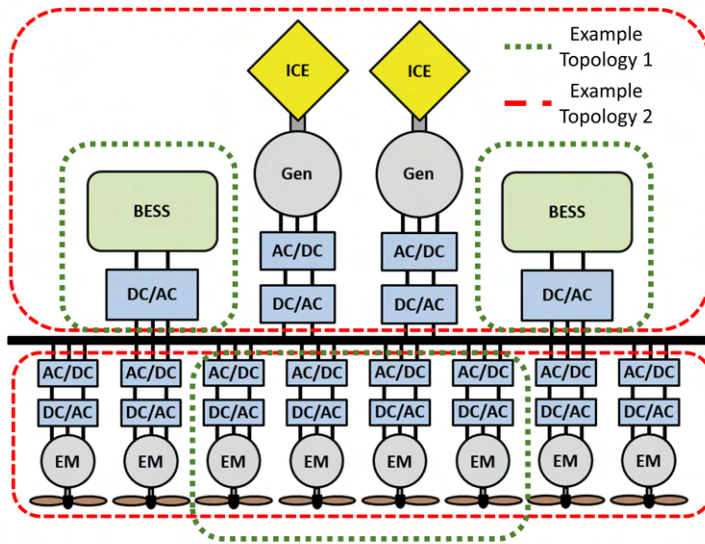 ICE
ICE
Example
Topology 1
Example
Topology 2
Gen
Gen
BESS
BESS
AC/DC
AC/DC
DC/AC
DC/AC
DC/AC
DC/AC
AC/DC AC/DC AC/DC AC/DC AC/DC AC/DC AC/DC AC/DC
DC/AC DC/AC DC/AC DC/AC DC/AC DC/AC DC/AC DC/AC
EM EM EM EM EM EM EM EM